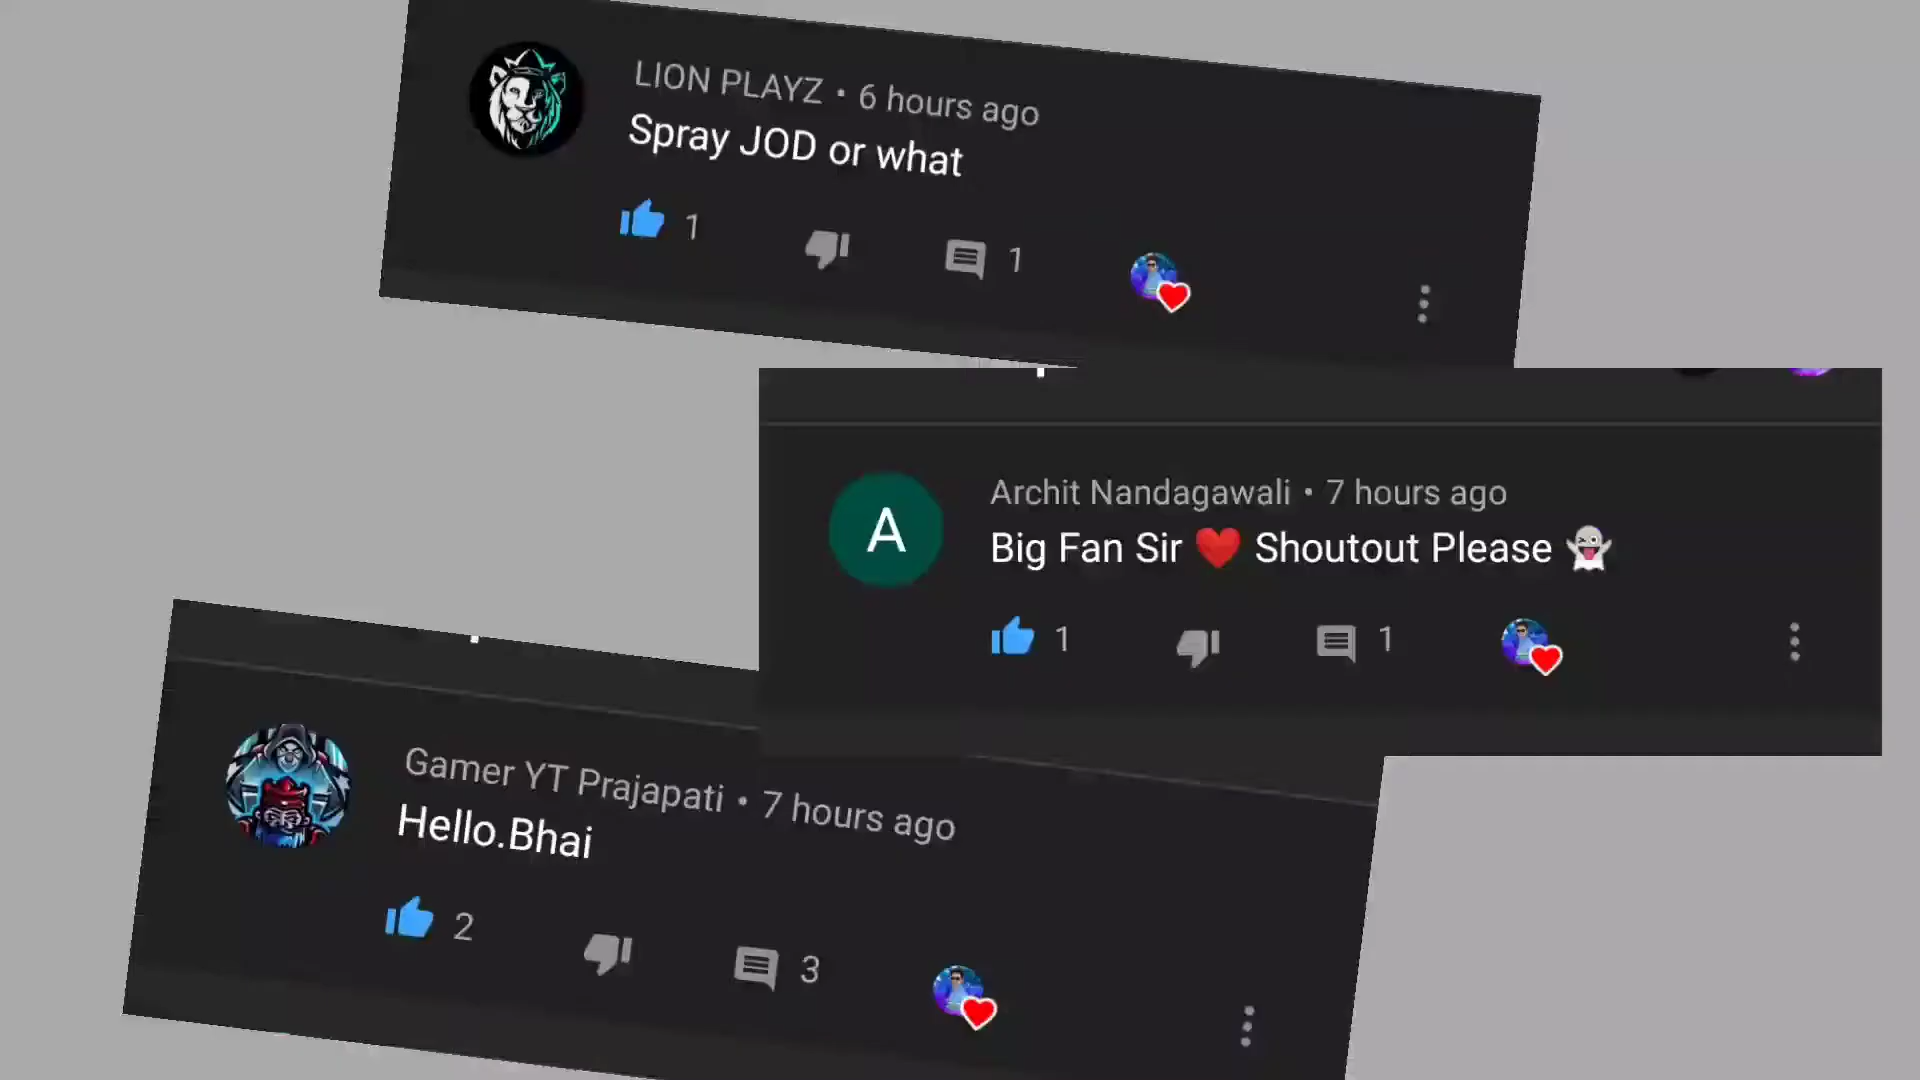 LION PLAYZ • 6 hours ago
Spray JOD or what
1
1
Archit Nandagawali • 7 hours ago
A
Big Fan Sir ❤️ Shoutout Please 👻
1
1
Gamer YT Prajapati • 7 hours ago
Hello.Bhai
2
3